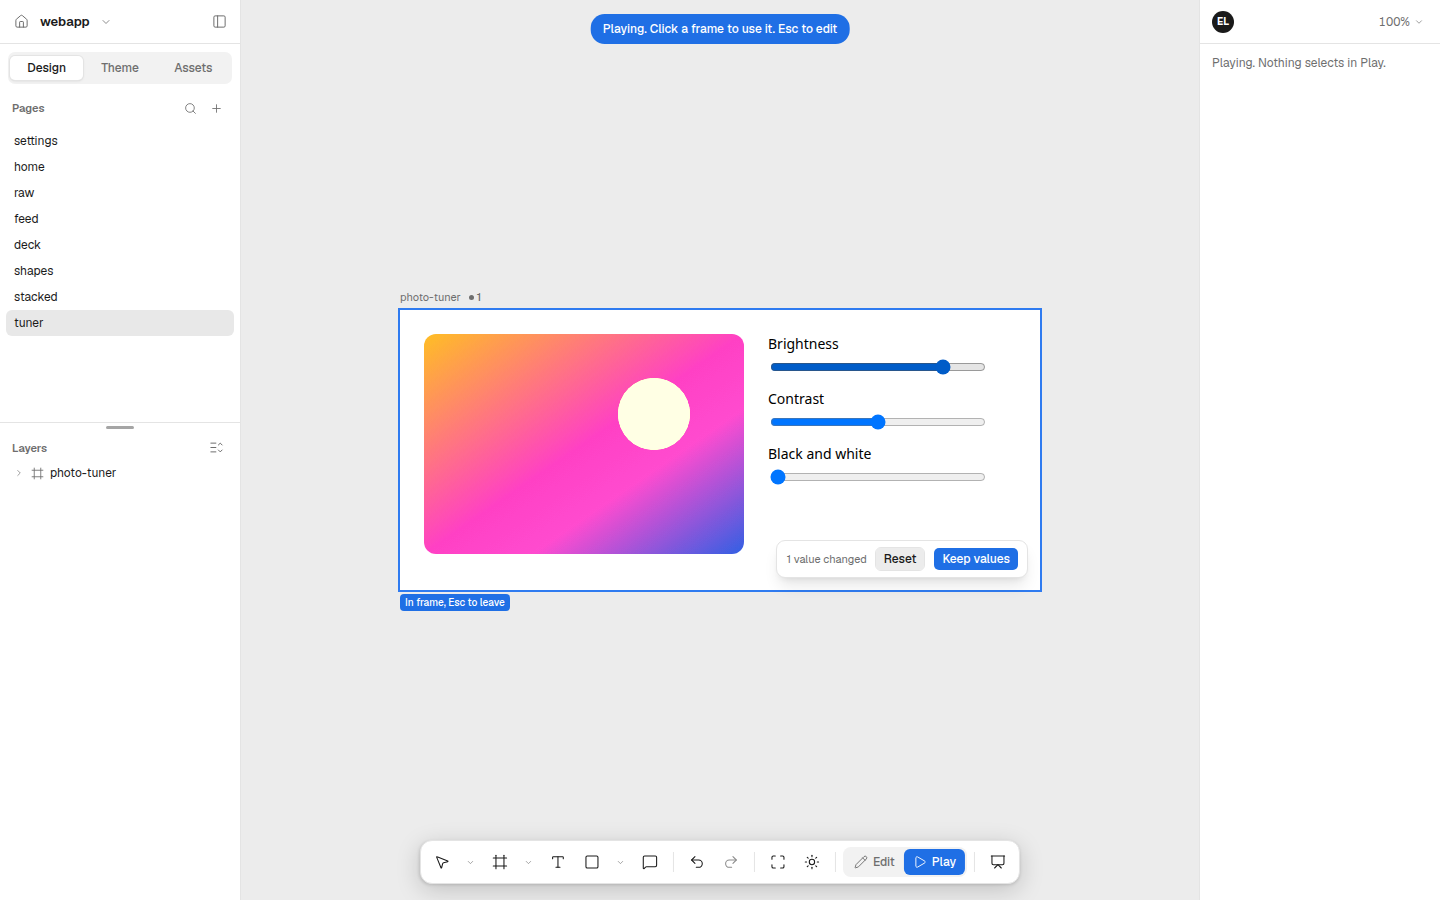 webapp
Design
Theme
Assets
Pages
settings
home
raw
feed
deck
shapes
stacked
tuner
Layers
photo-tuner
Playing. Click a frame to use it. Esc to edit
photo-tuner 1
Brightness
Contrast
Black and white
1 value changed
Reset
Keep values
In frame, Esc to leave
Edit
Play
EL
100%
Playing. Nothing selects in Play.